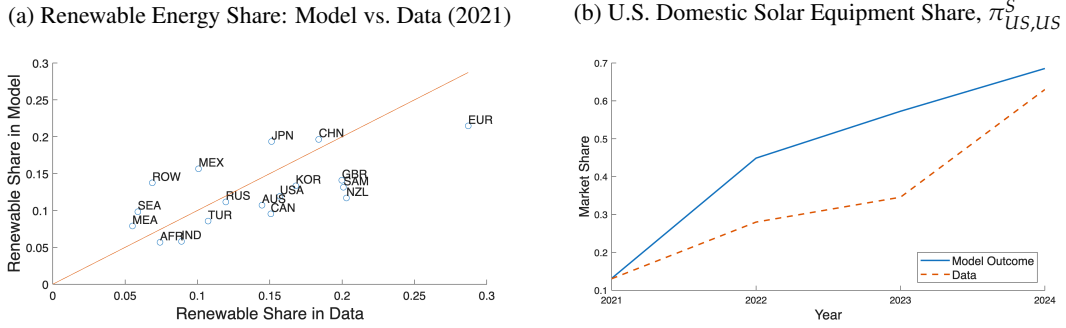 (a) Renewable Energy Share: Model vs. Data (2021)
0.3
0.25
0.2
0.15
0.1
0.05
0
Renewable Share in Model
EUR
JPN
CHN
MEX
ROW
KOR
GBR
SAM
USA
NZL
RUS
AUS
SEA
CAN
TUR
MEA
AFR
IND
0
0.05
0.1
0.15
0.2
0.25
0.3
Renewable Share in Data
(b) U.S. Domestic Solar Equipment Share, π^S_{US,US}
0.7
0.6
0.5
0.4
0.3
0.2
0.1
Market Share
Model Outcome
Data
2021
2022
2023
2024
Year